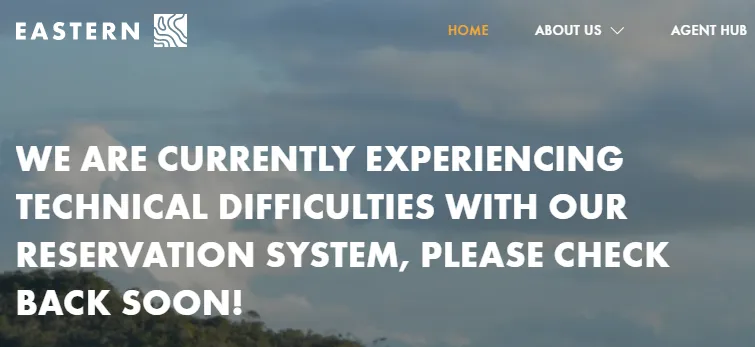 EASTERN
HOME ABOUT US AGENT HUB
WE ARE CURRENTLY EXPERIENCING
TECHNICAL DIFFICULTIES WITH OUR
RESERVATION SYSTEM, PLEASE CHECK
BACK SOON!